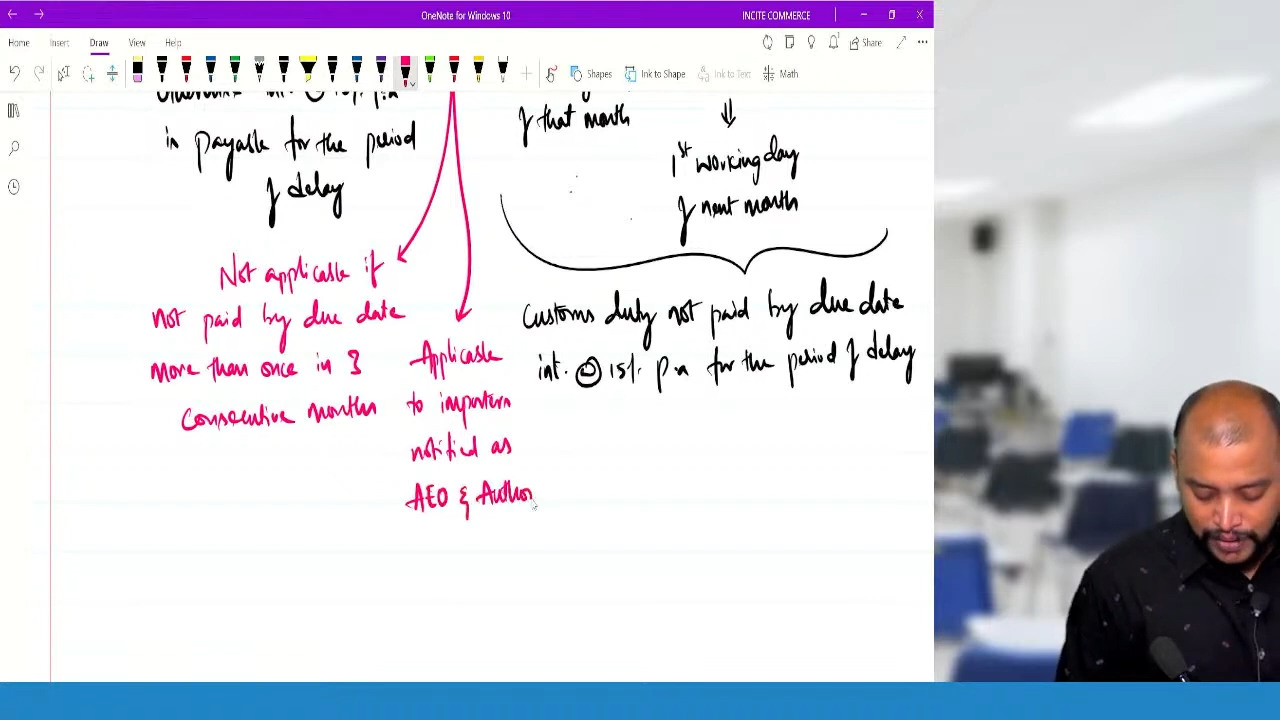 OneNote for Windows 10
INCITE COMMERCE
Home Insert Draw View Help
Share
Shapes
Ink to Shape
Ink to Text
Math
in payable for the period
of delay
of that month
1st working day
of next month
Not applicable if
not paid by due date
more than once in 3
consecutive months
Applicable
to importers
notified as
AEO & Author
Customs duty not paid by due date
int. @ 15% p.a for the period of delay